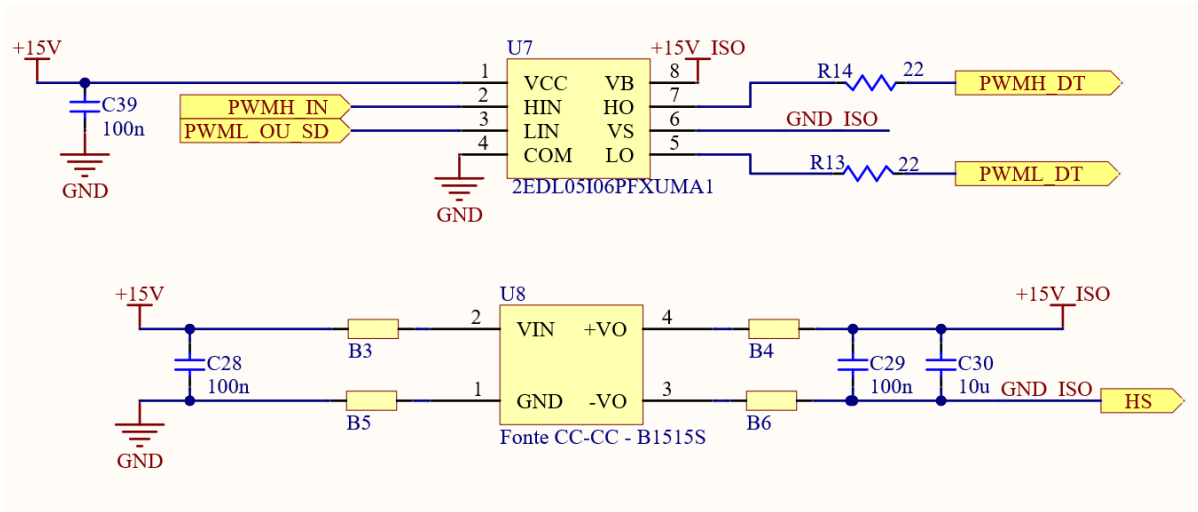 +15V
U7
+15V_ISO
1
VCC
VB
8
R14
22
PWMH_DT
C39
100n
PWMH_IN
2
HIN
HO
7
PWML_OU_SD
3
LIN
VS
6
GND_ISO
4
COM
LO
5
R13
22
PWML_DT
GND
2EDL05I06PFXUMA1
GND
+15V
U8
+15V_ISO
2
VIN
+VO
4
B3
B4
C28
100n
C29
100n
C30
10u
1
GND
-VO
3
GND_ISO
HS
B5
B6
Fonte CC-CC - B1515S
GND